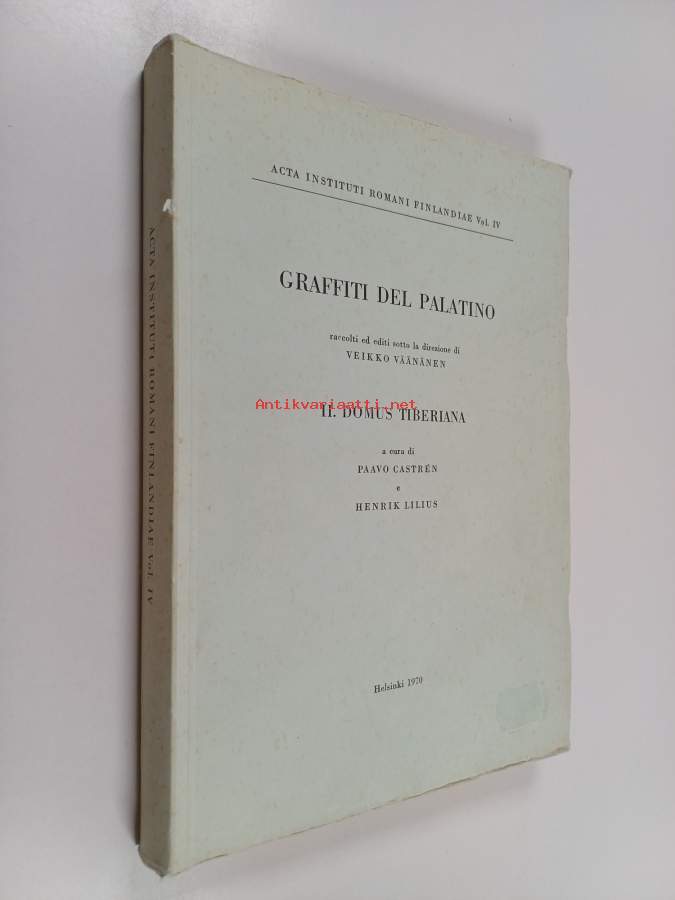 ACTA INSTITUTI ROMANI FINLANDIAE Vol. IV
GRAFFITI DEL PALATINO
raccolti ed editi sotto la direzione di
VEIKKO VÄÄNÄNEN
Antikvariaatti.net
II. DOMUS TIBERIANA
a cura di
PAAVO CASTRÉN
e
HENRIK LILIUS
Helsinki 1970
ACTA INSTITUTI ROMANI FINLANDIAE Vol. IV